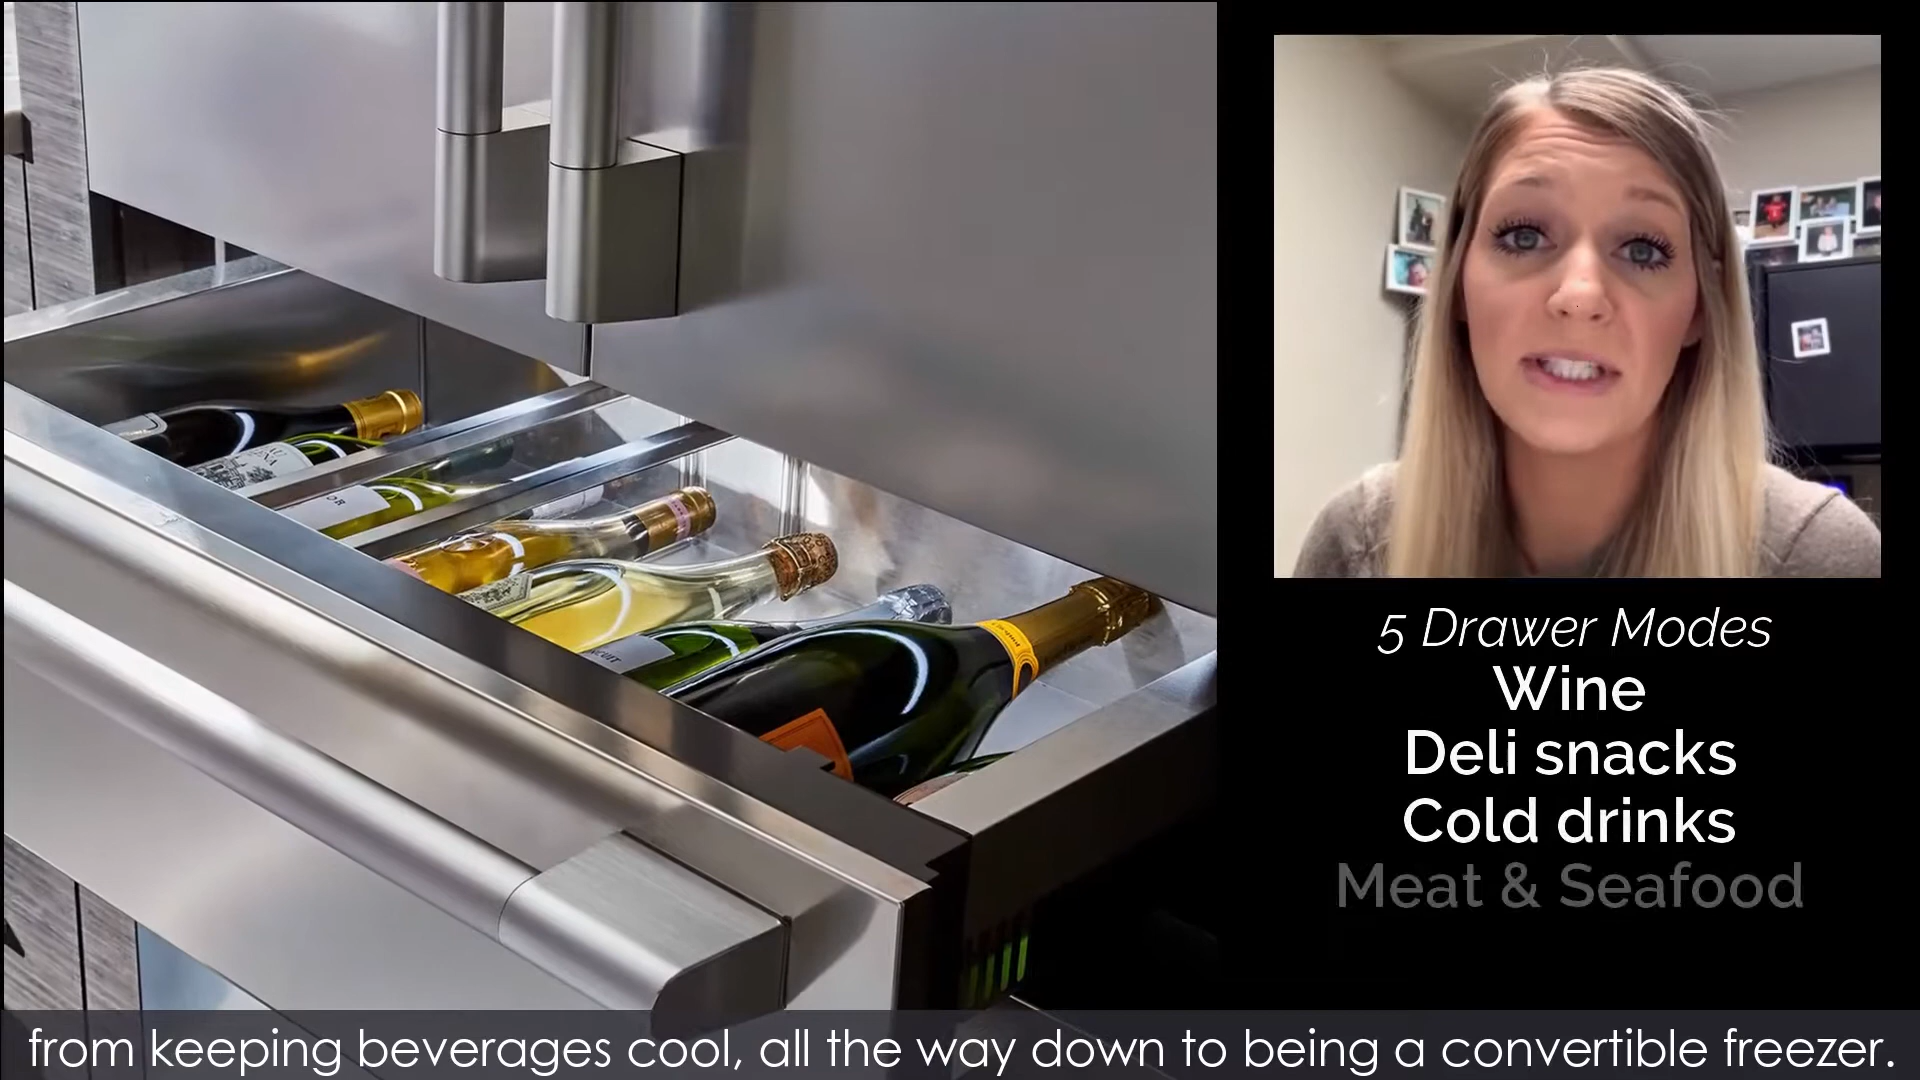 5 Drawer Modes
Wine
Deli snacks
Cold drinks
Meat & Seafood
from keeping beverages cool, all the way down to being a convertible freezer.